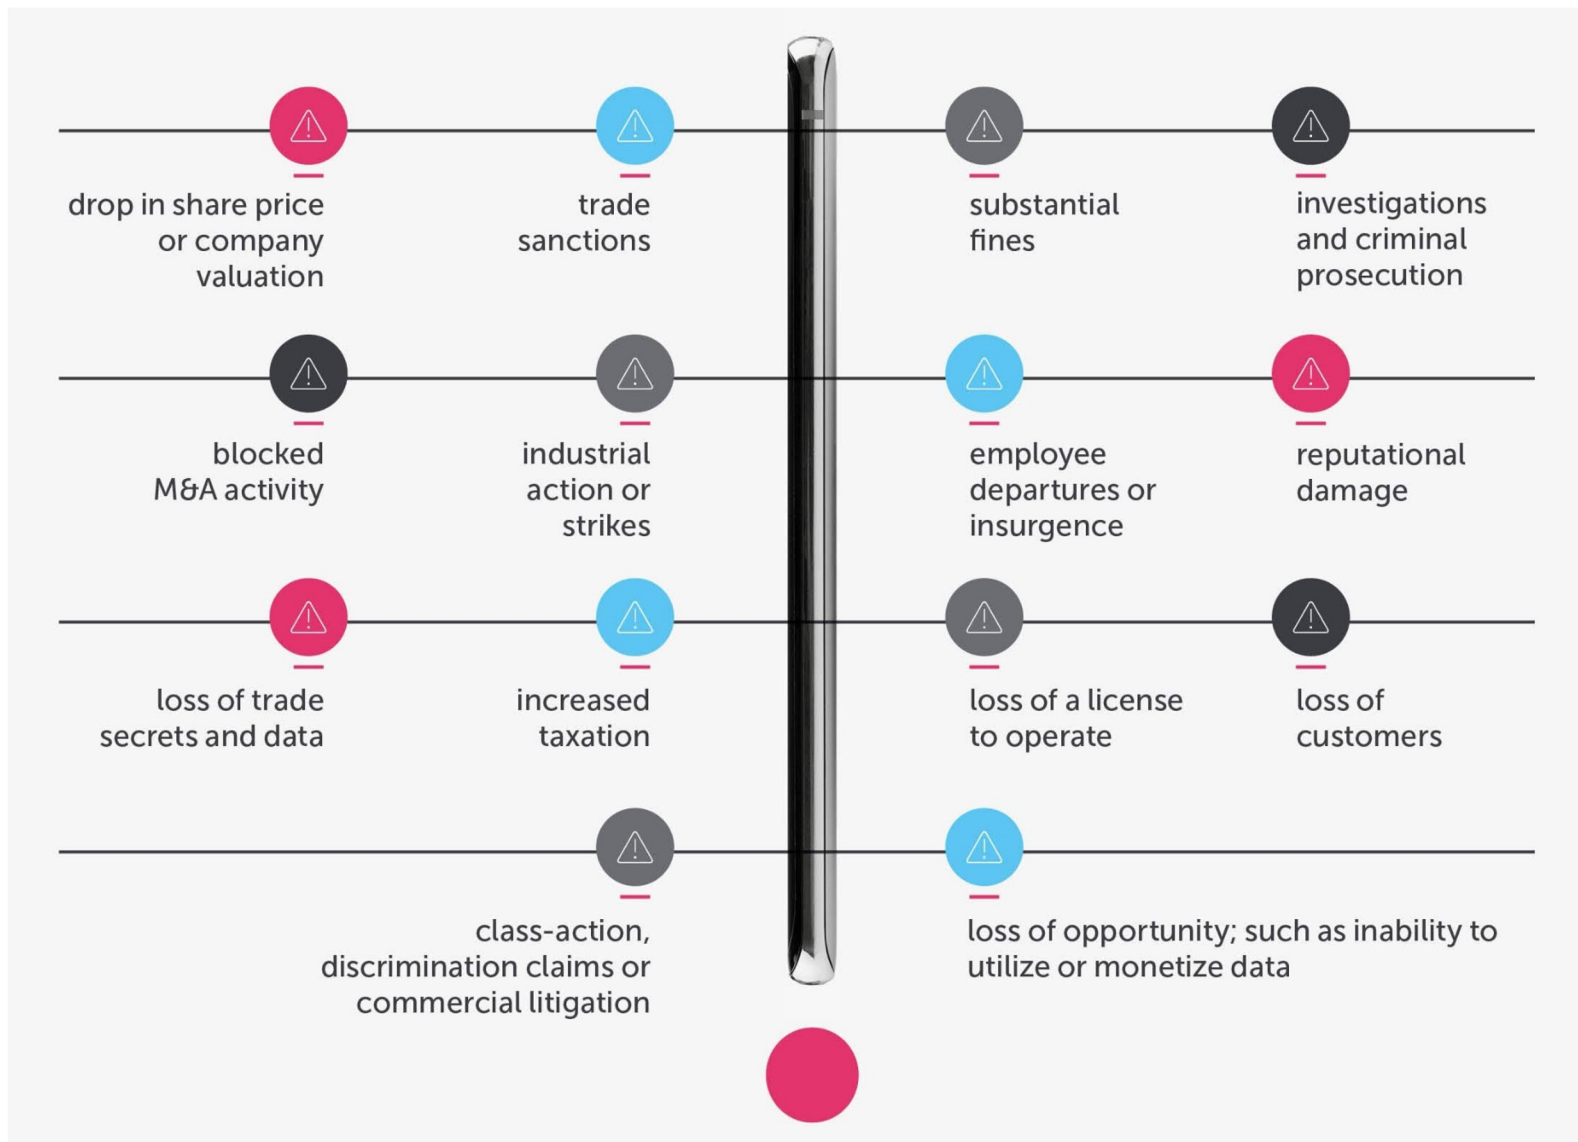 drop in share price
or company
valuation
trade
sanctions
substantial
fines
investigations
and criminal
prosecution
blocked
M&A activity
industrial
action or
strikes
employee
departures or
insurgence
reputational
damage
loss of trade
secrets and data
increased
taxation
loss of a license
to operate
loss of
customers
class-action,
discrimination claims or
commercial litigation
loss of opportunity; such as inability to
utilize or monetize data